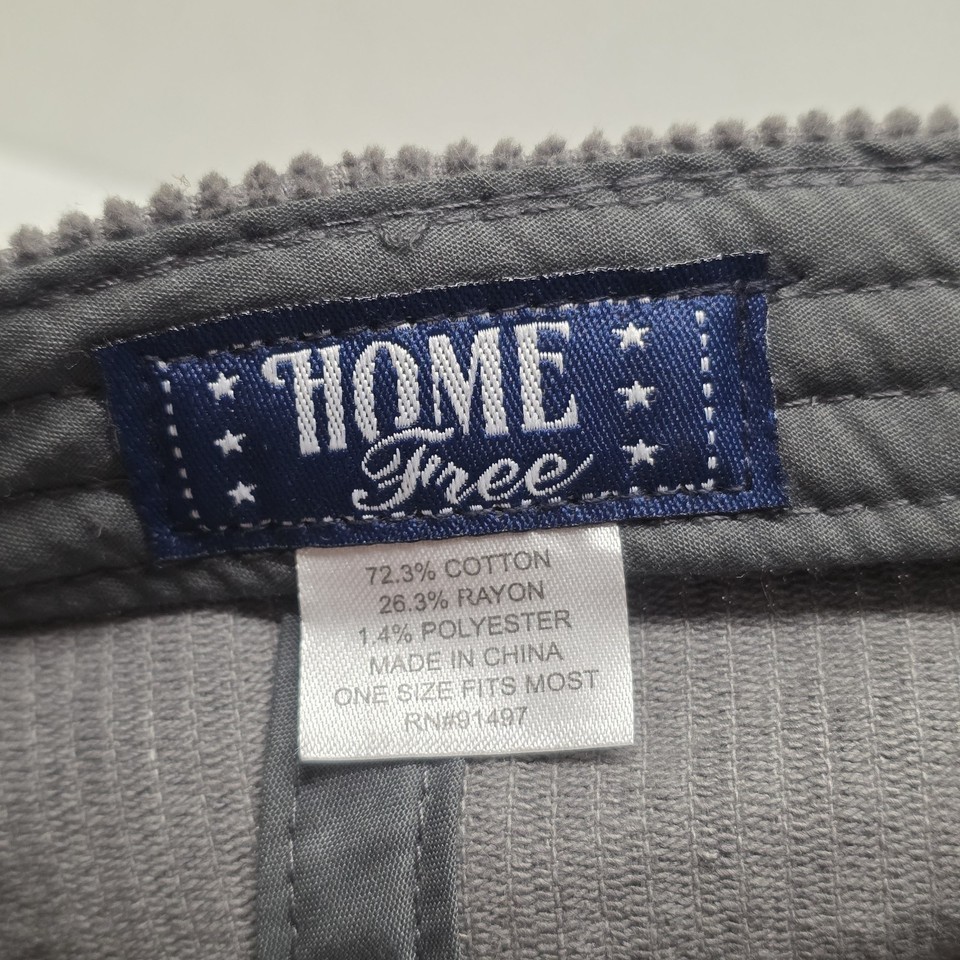 HOME
Free
72.3% COTTON
26.3% RAYON
1.4% POLYESTER
MADE IN CHINA
ONE SIZE FITS MOST
RN#91497